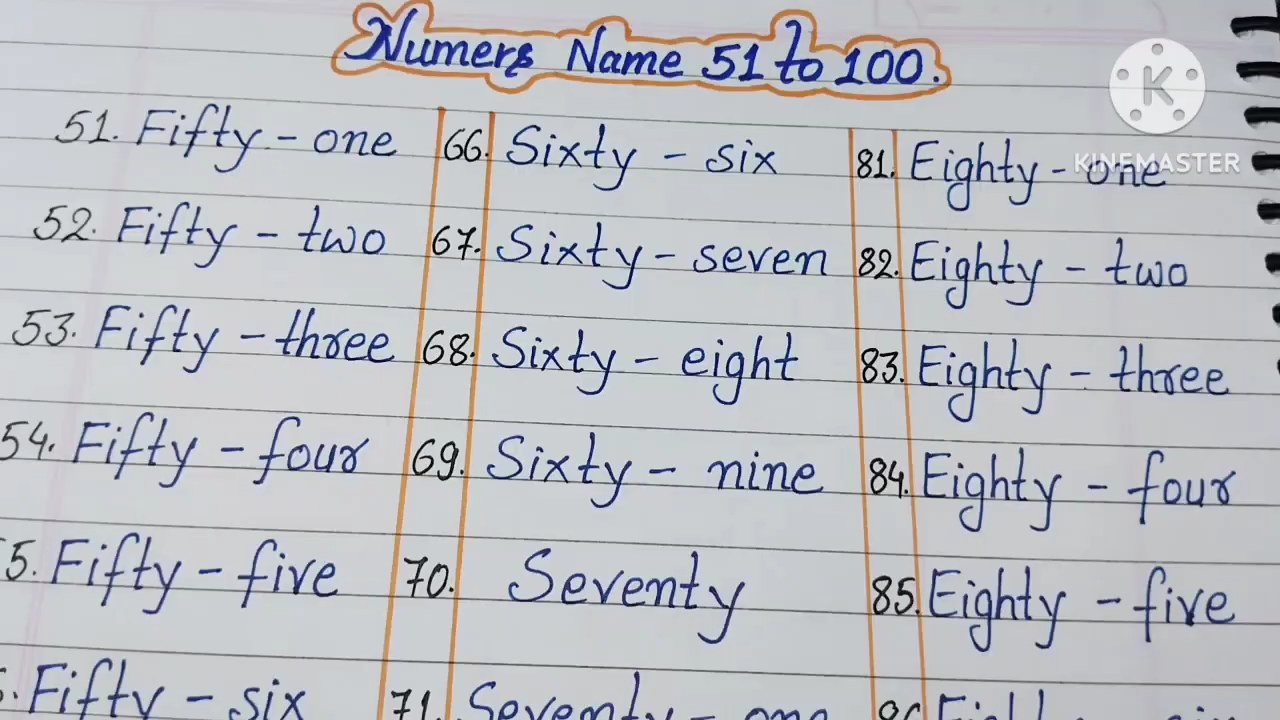 Numers Name 51 to 100.
51. Fifty - one
52. Fifty - two
53. Fifty - three
54. Fifty - four
5. Fifty - five
Fifty - six
66. Sixty - six
67. Sixty - seven
68. Sixty - eight
69. Sixty - nine
70. Seventy
71. Seventy - one
81. Eighty - one
82. Eighty - two
83. Eighty - three
84. Eighty - four
85. Eighty - five
K
KINEMASTER